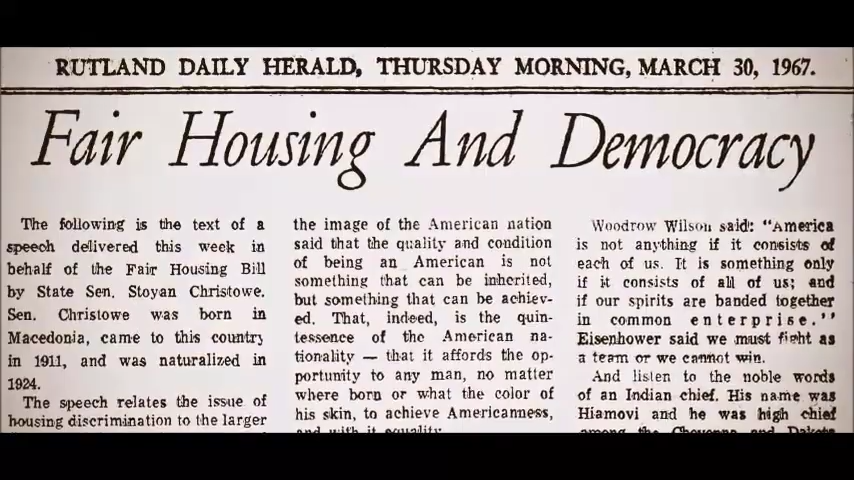 RUTLAND DAILY HERALD, THURSDAY MORNING, MARCH 30, 1967.
Fair Housing And Democracy
The following is the text of a
speech delivered this week in
behalf of the Fair Housing Bill
by State Sen. Stoyan Christowe.
Sen. Christowe was born in
Macedonia, came to this country
in 1911, and was naturalized in
1924.
The speech relates the issue of
housing discrimination to the larger
the image of the American nation
said that the quality and condition
of being an American is not
something that can be inherited,
but something that can be achiev-
ed. That, indeed, is the quin-
tessence of the American na-
tionality — that it affords the op-
portunity to any man, no matter
where born or what the color of
his skin, to achieve Americanness,
and with it equality
Woodrow Wilson said: "America
is not anything if it consists of
each of us. It is something only
if it consists of all of us; and
if our spirits are banded together
in common enterprise."
Eisenhower said we must fight as
a team or we cannot win.
And listen to the noble words
of an Indian chief. His name was
Hiamovi and he was high chief
among the Cheyenne and Dakota